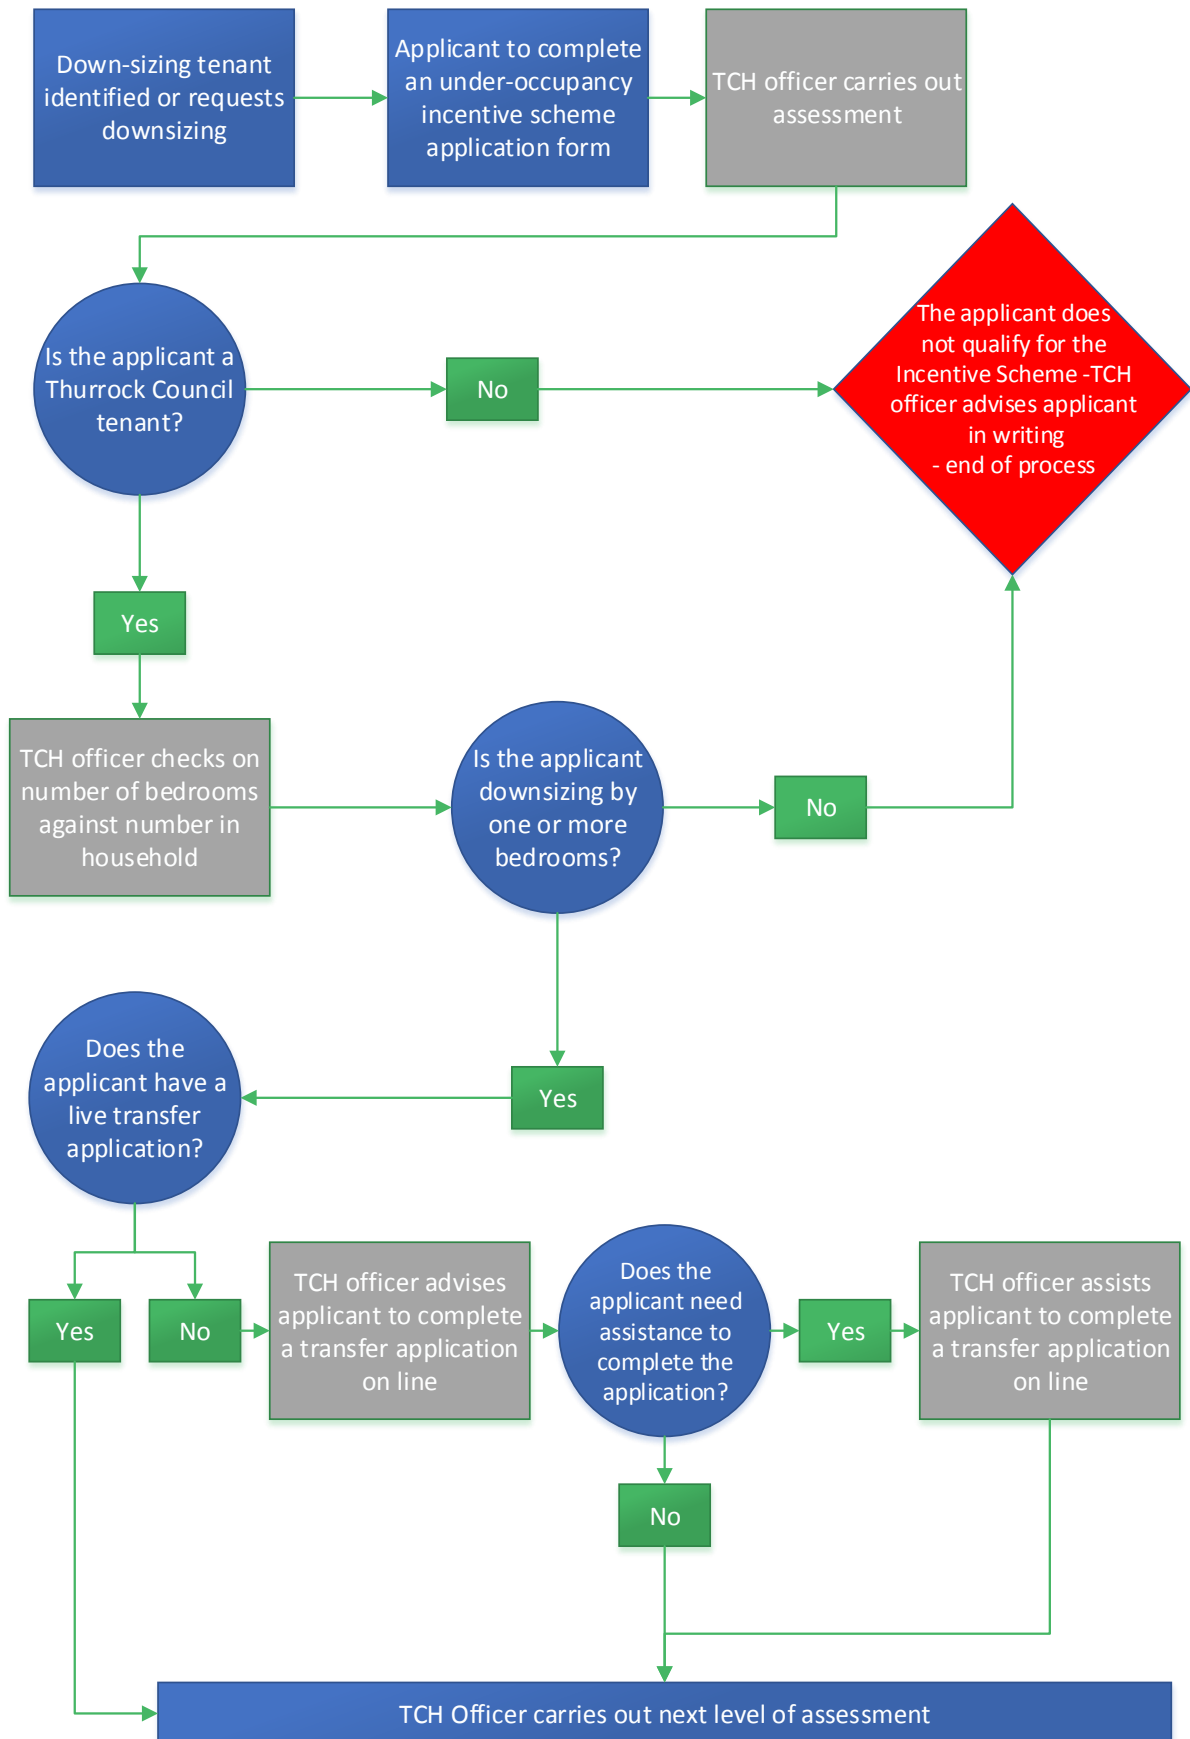 Down-sizing tenant
identified or requests
downsizing
Applicant to complete
an under-occupancy
incentive scheme
application form
TCH officer carries out
assessment
Is the applicant a
Thurrock Council
tenant?
No
The applicant does
not qualify for the
Incentive Scheme -TCH
officer advises applicant
in writing
- end of process
Yes
TCH officer checks on
number of bedrooms
against number in
household
Is the applicant
downsizing by
one or more
bedrooms?
No
Yes
Does the
applicant have a
live transfer
application?
Yes
No
TCH officer advises
applicant to complete
a transfer application
on line
Does the
applicant need
assistance to
complete the
application?
Yes
TCH officer assists
applicant to complete
a transfer application
on line
No
TCH Officer carries out next level of assessment